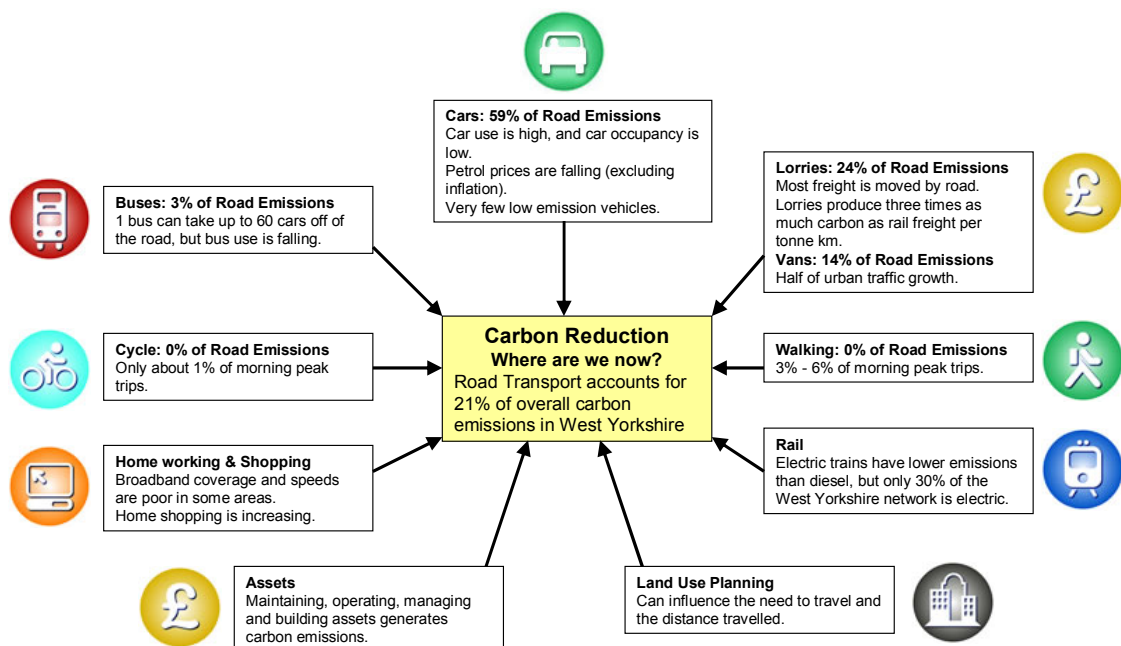 Cars: 59% of Road Emissions
Car use is high, and car occupancy is
low.
Petrol prices are falling (excluding
inflation).
Very few low emission vehicles.
Buses: 3% of Road Emissions
1 bus can take up to 60 cars off of
the road, but bus use is falling.
Lorries: 24% of Road Emissions
Most freight is moved by road.
Lorries produce three times as
much carbon as rail freight per
tonne km.
Vans: 14% of Road Emissions
Half of urban traffic growth.
£
Cycle: 0% of Road Emissions
Only about 1% of morning peak
trips.
Carbon Reduction
Where are we now?
Road Transport accounts for
21% of overall carbon
emissions in West Yorkshire
Walking: 0% of Road Emissions
3% - 6% of morning peak trips.
Home working & Shopping
Broadband coverage and speeds
are poor in some areas.
Home shopping is increasing.
Rail
Electric trains have lower emissions
than diesel, but only 30% of the
West Yorkshire network is electric.
£
Assets
Maintaining, operating, managing
and building assets generates
carbon emissions.
Land Use Planning
Can influence the need to travel and
the distance travelled.